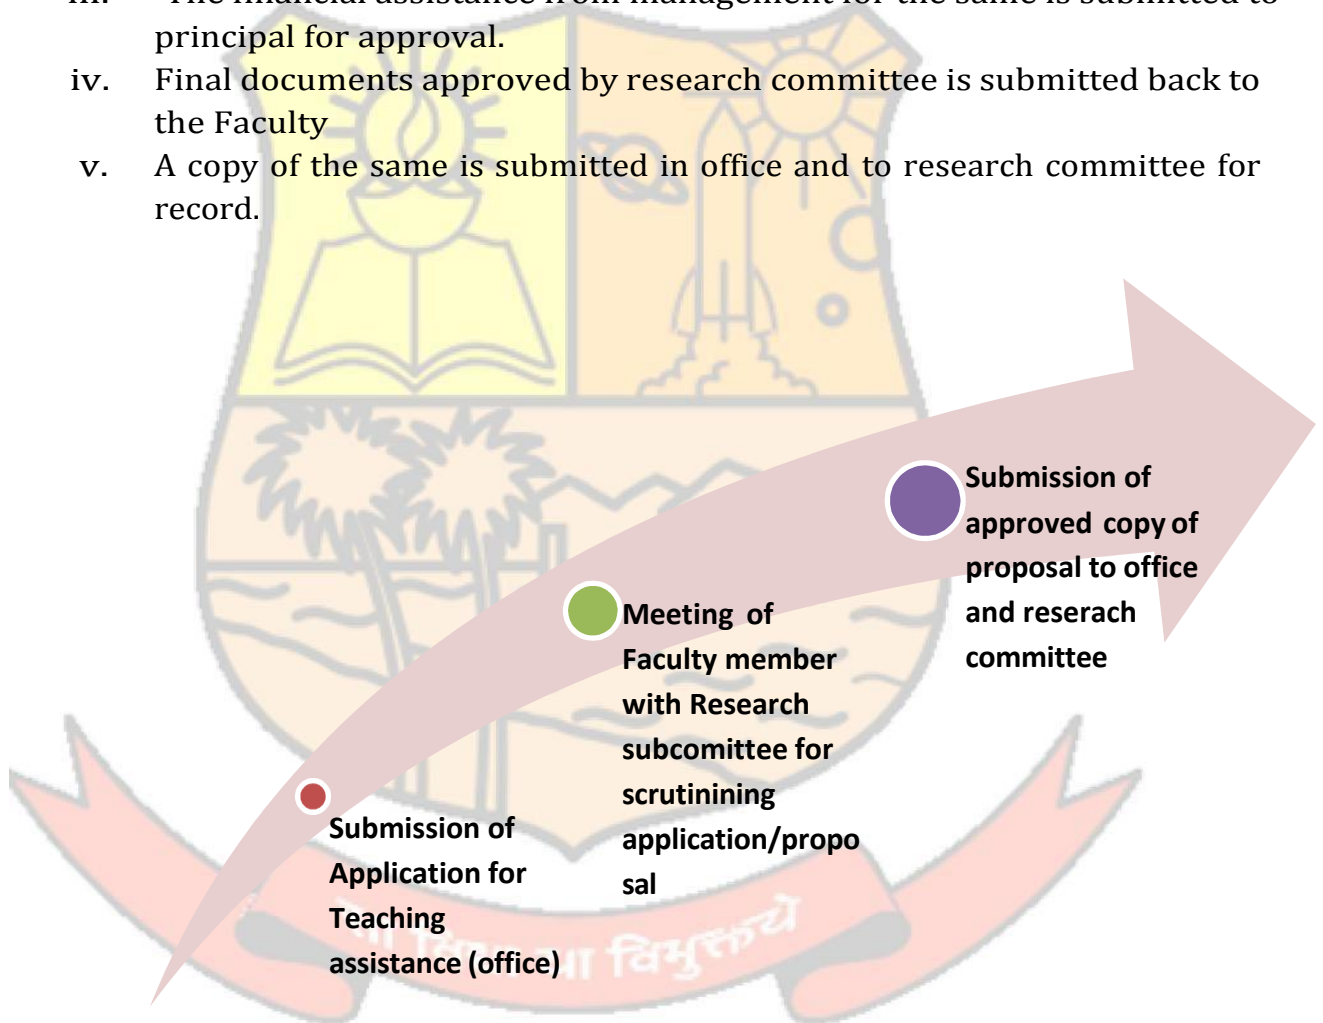 principal for approval.
iv. Final documents approved by research committee is submitted back to
the Faculty
v. A copy of the same is submitted in office and to research committee for
record.
Submission of
approved copy of
proposal to office
and reserach
committee
Meeting of
Faculty member
with Research
subcomittee for
scrutinining
application/propo
sal
Submission of
Application for
Teaching
assistance (office)
या विमुक्तये